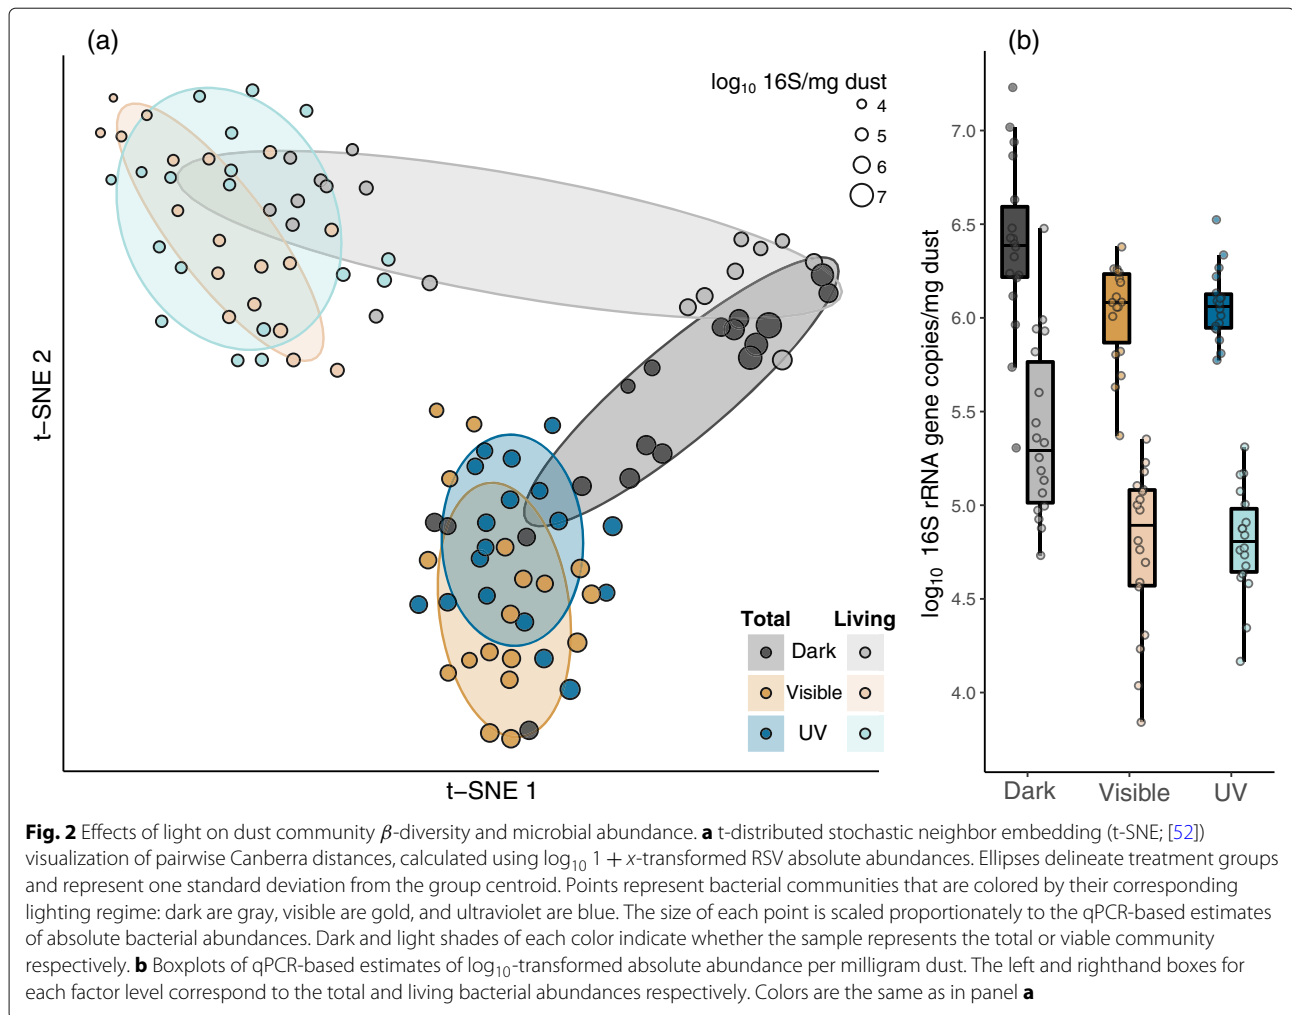 (a)
(b)
log₁₀ 16S/mg dust
4
5
6
7
t−SNE 2
t−SNE 1
Total Living
Dark
Visible
UV
log₁₀ 16S rRNA gene copies/mg dust
7.0
6.5
6.0
5.5
5.0
4.5
4.0
Dark Visible UV
Fig. 2 Effects of light on dust community β-diversity and microbial abundance. a t-distributed stochastic neighbor embedding (t-SNE; [52])
visualization of pairwise Canberra distances, calculated using log₁₀ 1 + x-transformed RSV absolute abundances. Ellipses delineate treatment groups
and represent one standard deviation from the group centroid. Points represent bacterial communities that are colored by their corresponding
lighting regime: dark are gray, visible are gold, and ultraviolet are blue. The size of each point is scaled proportionately to the qPCR-based estimates
of absolute bacterial abundances. Dark and light shades of each color indicate whether the sample represents the total or viable community
respectively. b Boxplots of qPCR-based estimates of log₁₀-transformed absolute abundance per milligram dust. The left and righthand boxes for
each factor level correspond to the total and living bacterial abundances respectively. Colors are the same as in panel a